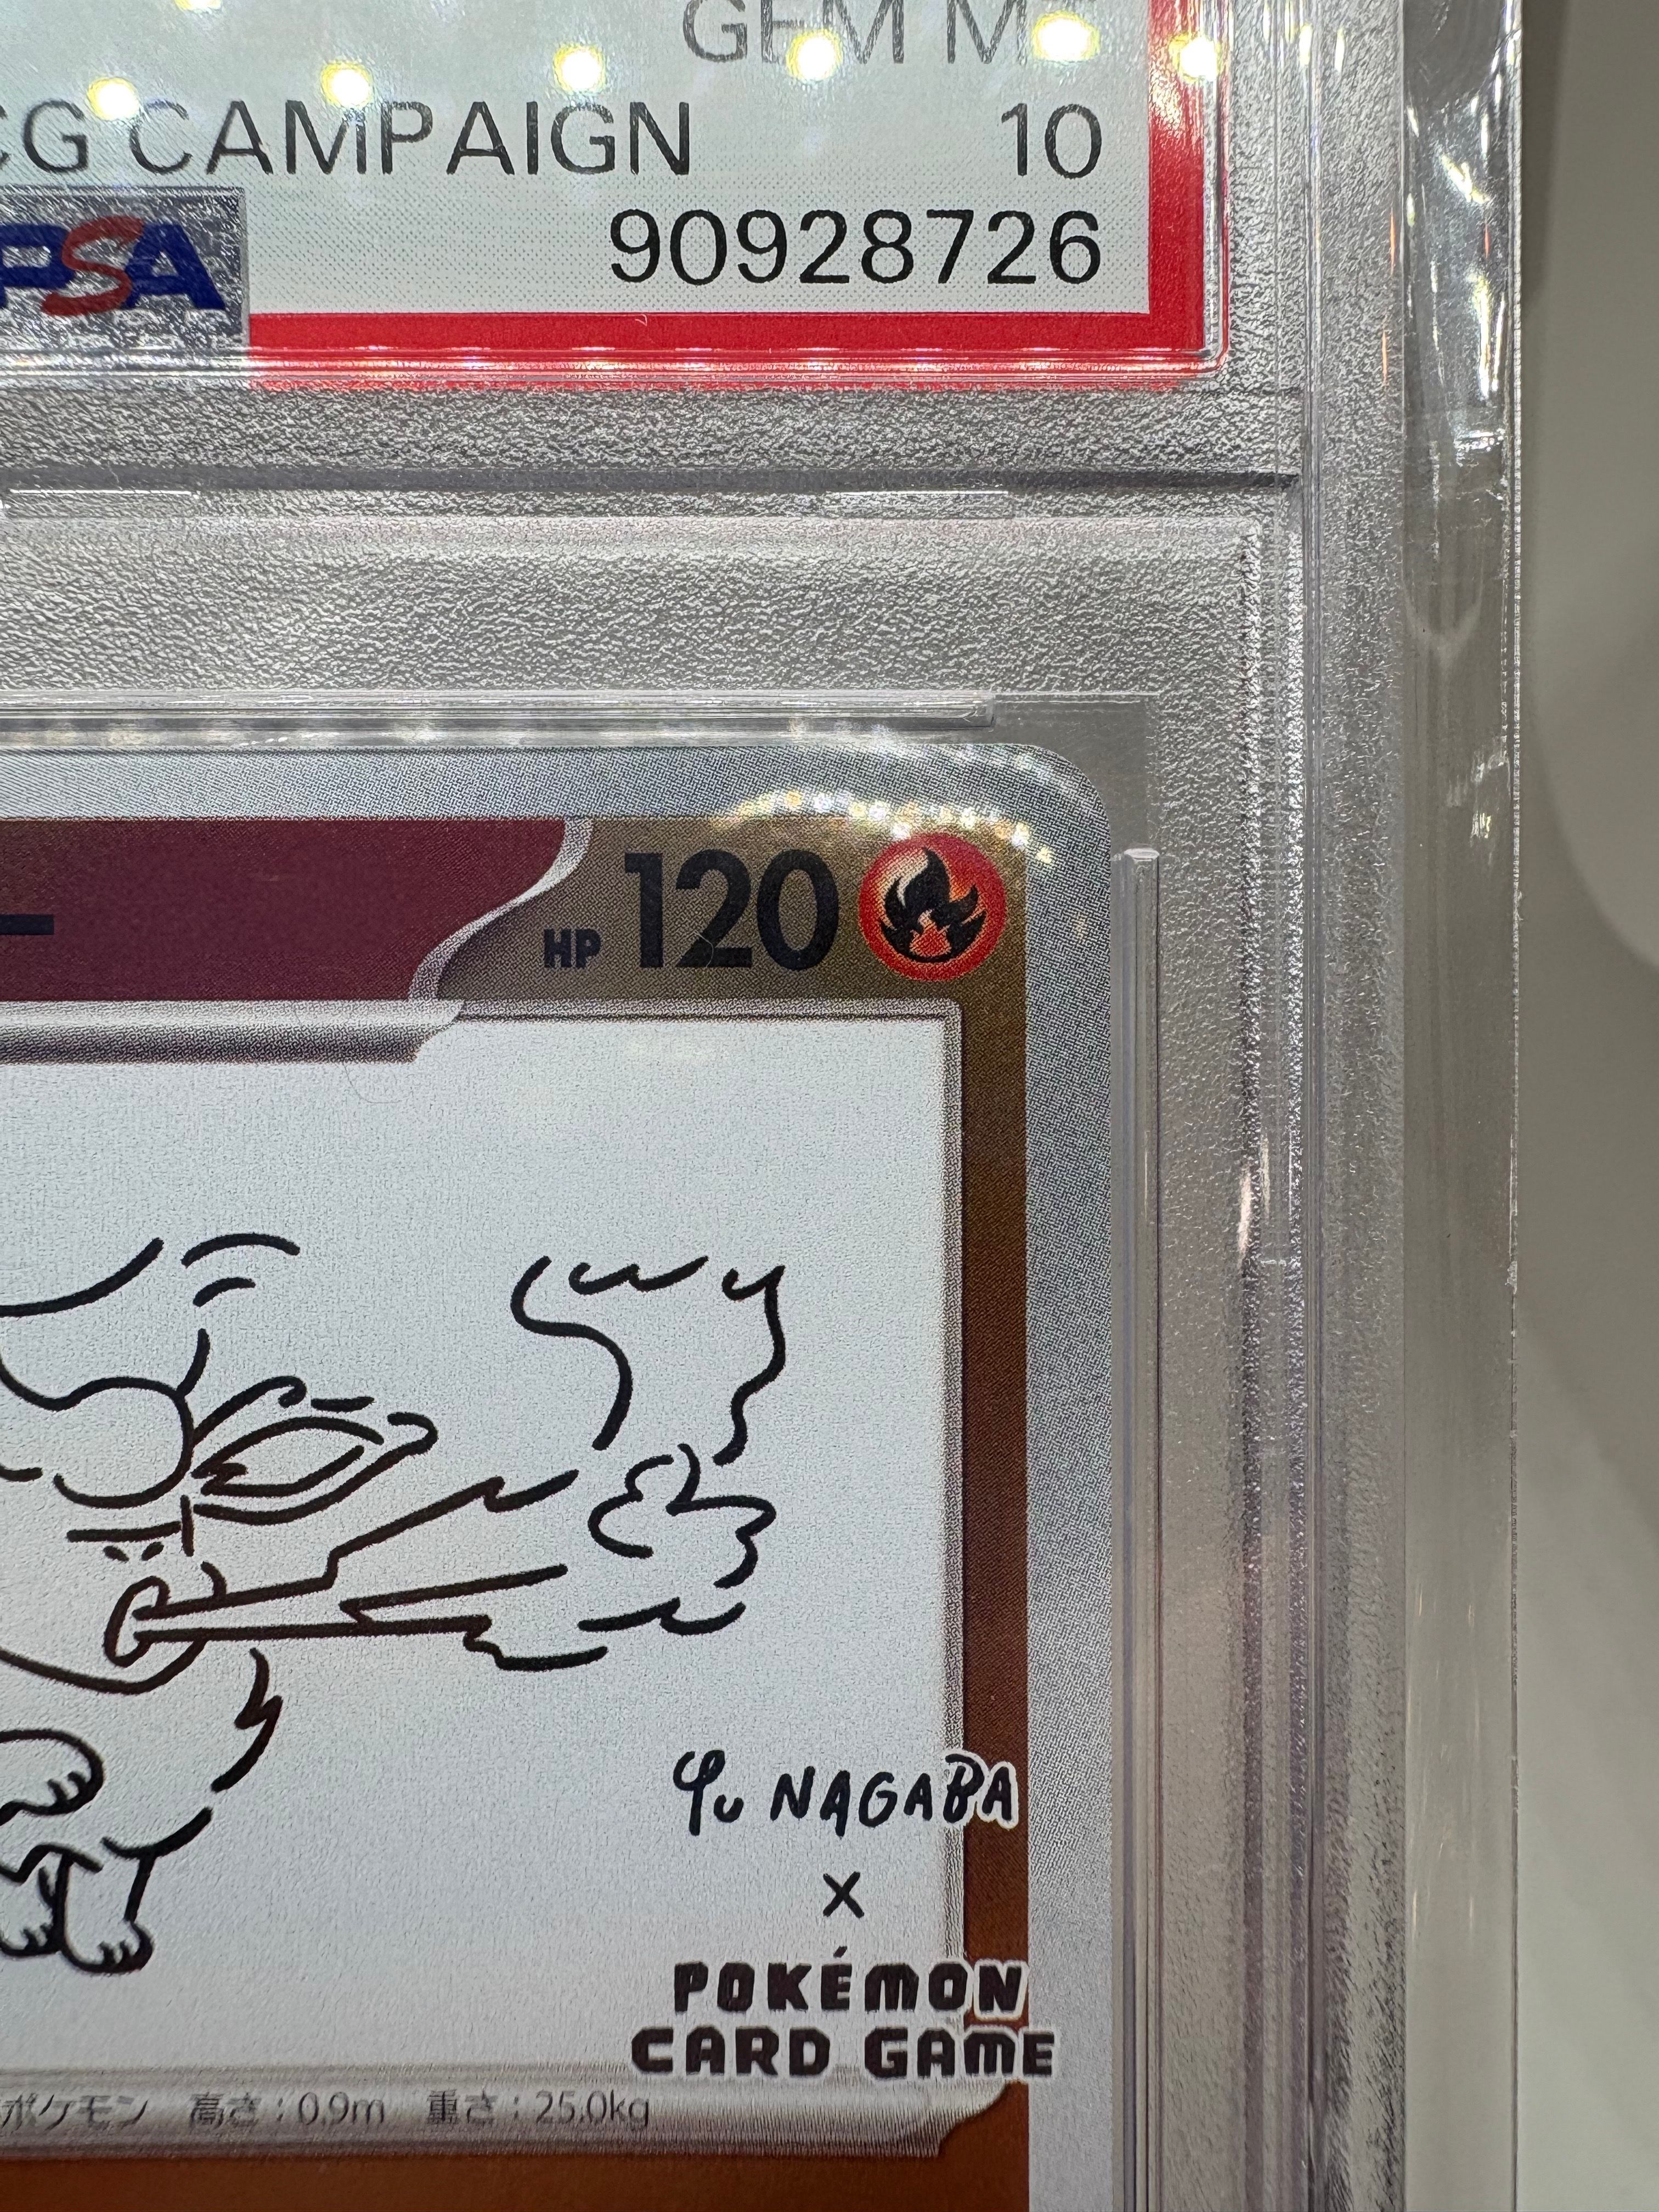 GEM M
CG CAMPAIGN 10
PSA 90928726
ー HP 120
Yu NAGABA
×
POKÉMON
CARD GAME
ポケモン 高さ:0.9m 重さ:25.0kg